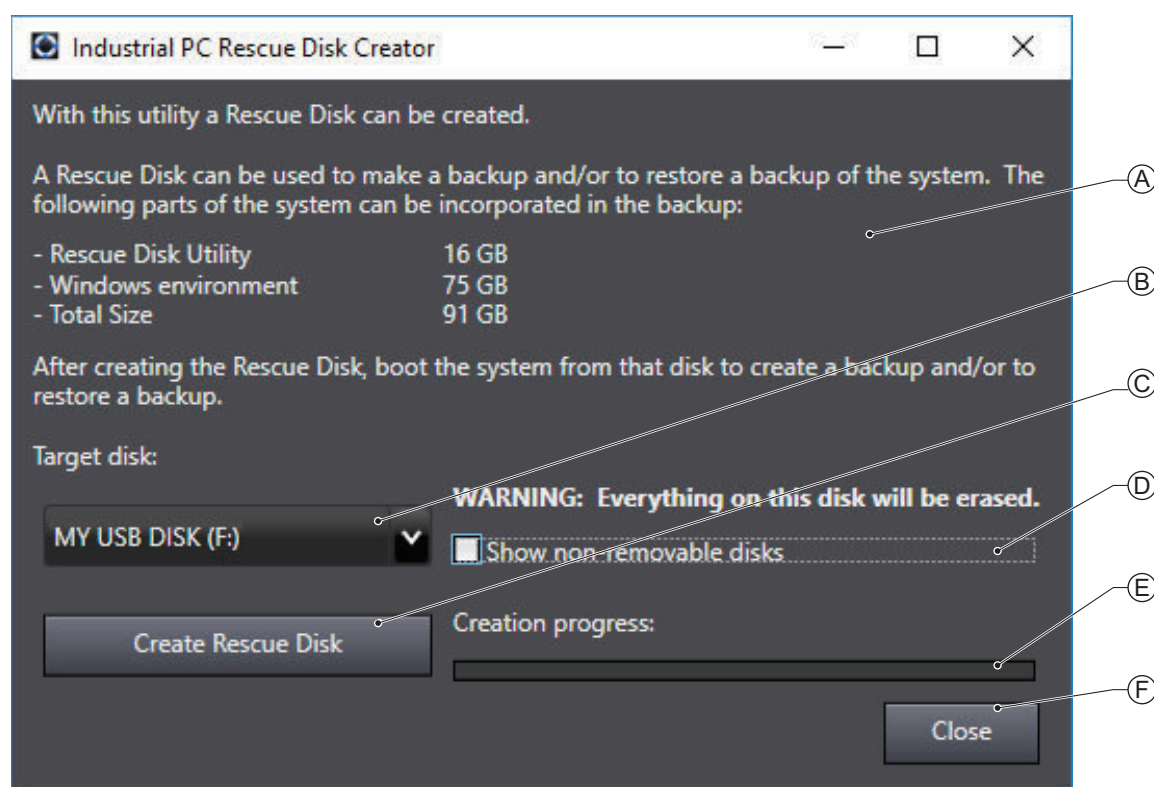 Industrial PC Rescue Disk Creator
With this utility a Rescue Disk can be created.
A Rescue Disk can be used to make a backup and/or to restore a backup of the system.  The
following parts of the system can be incorporated in the backup:
- Rescue Disk Utility 16 GB
- Windows environment 75 GB
- Total Size 91 GB
After creating the Rescue Disk, boot the system from that disk to create a backup and/or to
restore a backup.
Target disk:
WARNING:  Everything on this disk will be erased.
MY USB DISK (F:)
Show non-removable disks
Create Rescue Disk
Creation progress:
Close
A
B
C
D
E
F